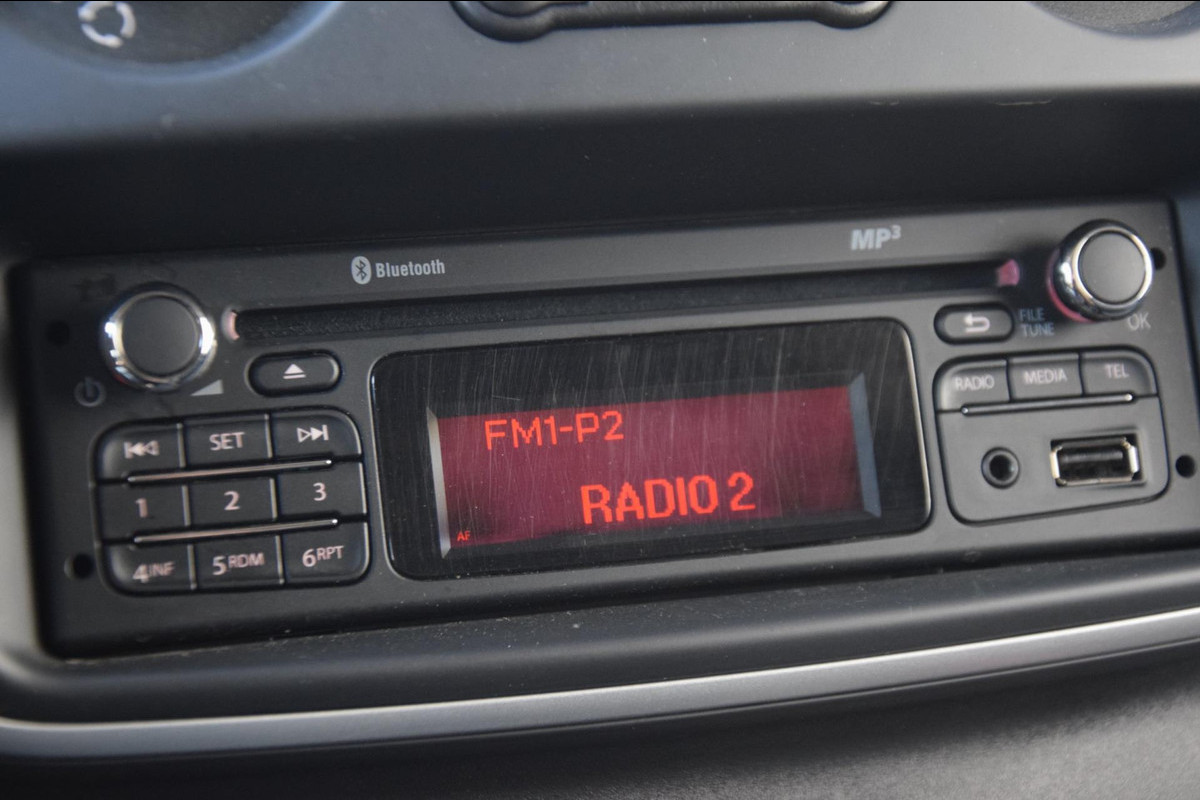 Bluetooth
MP3
FILE
TUNE
OK
RADIO MEDIA TEL
SET
1 2 3
4INF 5RDM 6RPT
FM1-P2
RADIO 2
AF